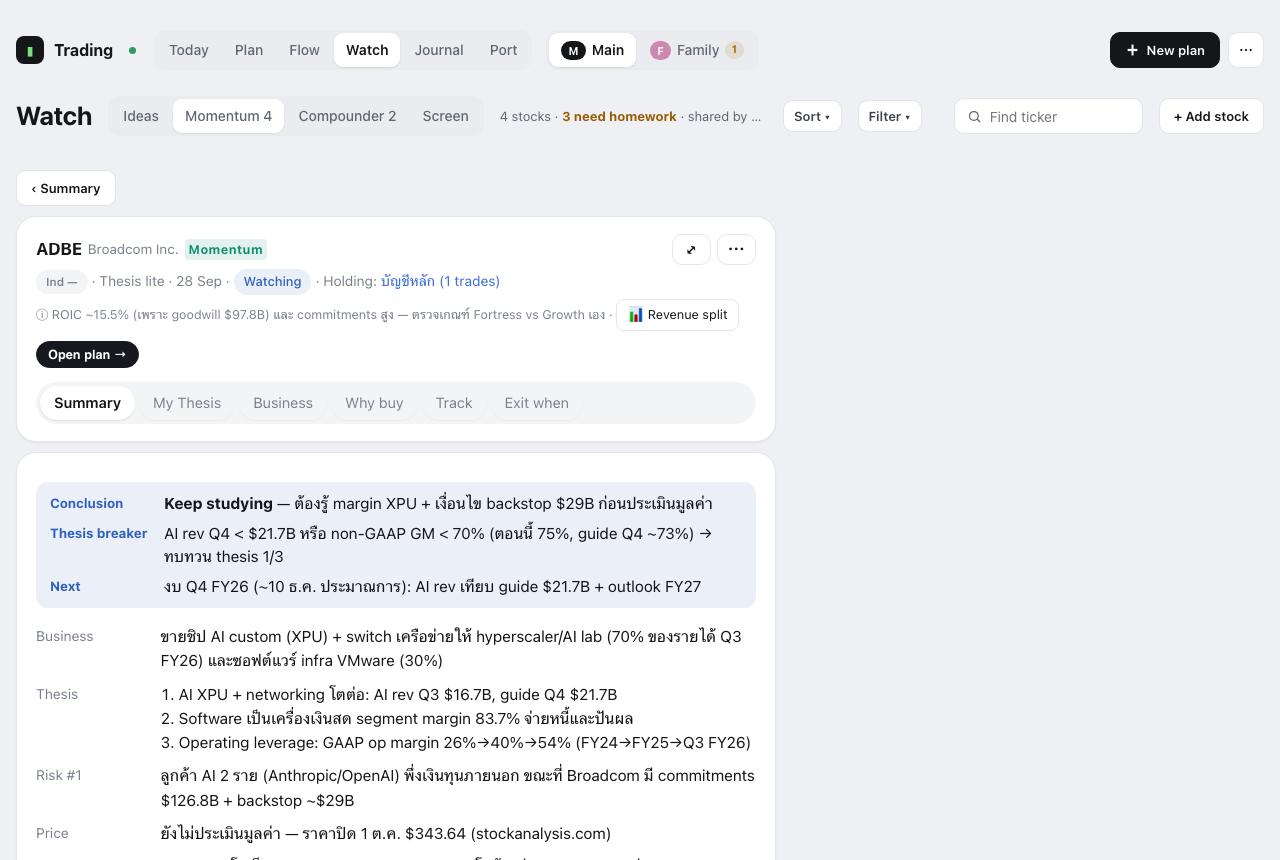 Trading Today Plan Flow Watch Journal Port M Main F Family 1 + New plan ···
Watch Ideas Momentum 4 Compounder 2 Screen 4 stocks · 3 need homework · shared by ... Sort ▾ Filter ▾ Find ticker + Add stock
‹ Summary
ADBE Broadcom Inc. Momentum ⤢ ···
Ind — · Thesis lite · 28 Sep · Watching · Holding: บัญชีหลัก (1 trades)
ⓘ ROIC ~15.5% (เพราะ goodwill $97.8B) และ commitments สูง — ตรวจเกณฑ์ Fortress vs Growth เอง · 📊 Revenue split
Open plan →
Summary My Thesis Business Why buy Track Exit when
Conclusion Keep studying — ต้องรู้ margin XPU + เงื่อนไข backstop $29B ก่อนประเมินมูลค่า
Thesis breaker AI rev Q4 < $21.7B หรือ non-GAAP GM < 70% (ตอนนี้ 75%, guide Q4 ~73%) →
ทบทวน thesis 1/3
Next งบ Q4 FY26 (~10 ธ.ค. ประมาณการ): AI rev เทียบ guide $21.7B + outlook FY27
Business ขายชิป AI custom (XPU) + switch เครือข่ายให้ hyperscaler/AI lab (70% ของรายได้ Q3
FY26) และซอฟต์แวร์ infra VMware (30%)
Thesis 1. AI XPU + networking โตต่อ: AI rev Q3 $16.7B, guide Q4 $21.7B
2. Software เป็นเครื่องเงินสด segment margin 83.7% จ่ายหนี้และปันผล
3. Operating leverage: GAAP op margin 26%→40%→54% (FY24→FY25→Q3 FY26)
Risk #1 ลูกค้า AI 2 ราย (Anthropic/OpenAI) พึ่งเงินทุนภายนอก ขณะที่ Broadcom มี commitments
$126.8B + backstop ~$29B
Price ยังไม่ประเมินมูลค่า — ราคาปิด 1 ต.ค. $343.64 (stockanalysis.com)